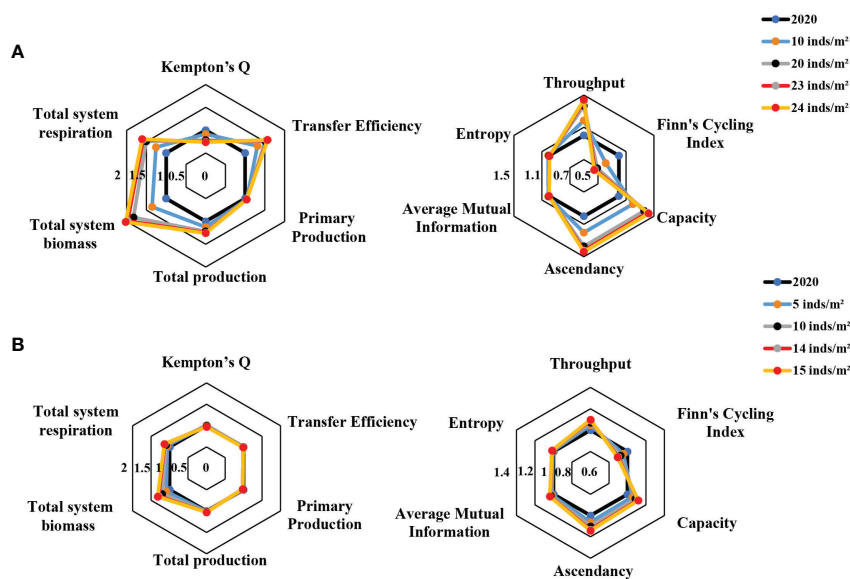 2020
10 inds/m²
20 inds/m²
23 inds/m²
24 inds/m²
A
Kempton's Q
Total system
respiration
Transfer Efficiency
2 1.5 1 0.5 0
Total system
biomass
Primary
Production
Total production
Throughput
Entropy
Finn's Cycling
Index
1.5 1.1 0.7 0.5
Average Mutual
Information
Capacity
Ascendancy
2020
5 inds/m²
10 inds/m²
14 inds/m²
15 inds/m²
B
Kempton's Q
Total system
respiration
Transfer Efficiency
2 1.5 1 0.5 0
Total system
biomass
Primary
Production
Total production
Throughput
Entropy
Finn's Cycling
Index
1.4 1.2 1 0.8 0.6
Average Mutual
Information
Capacity
Ascendancy